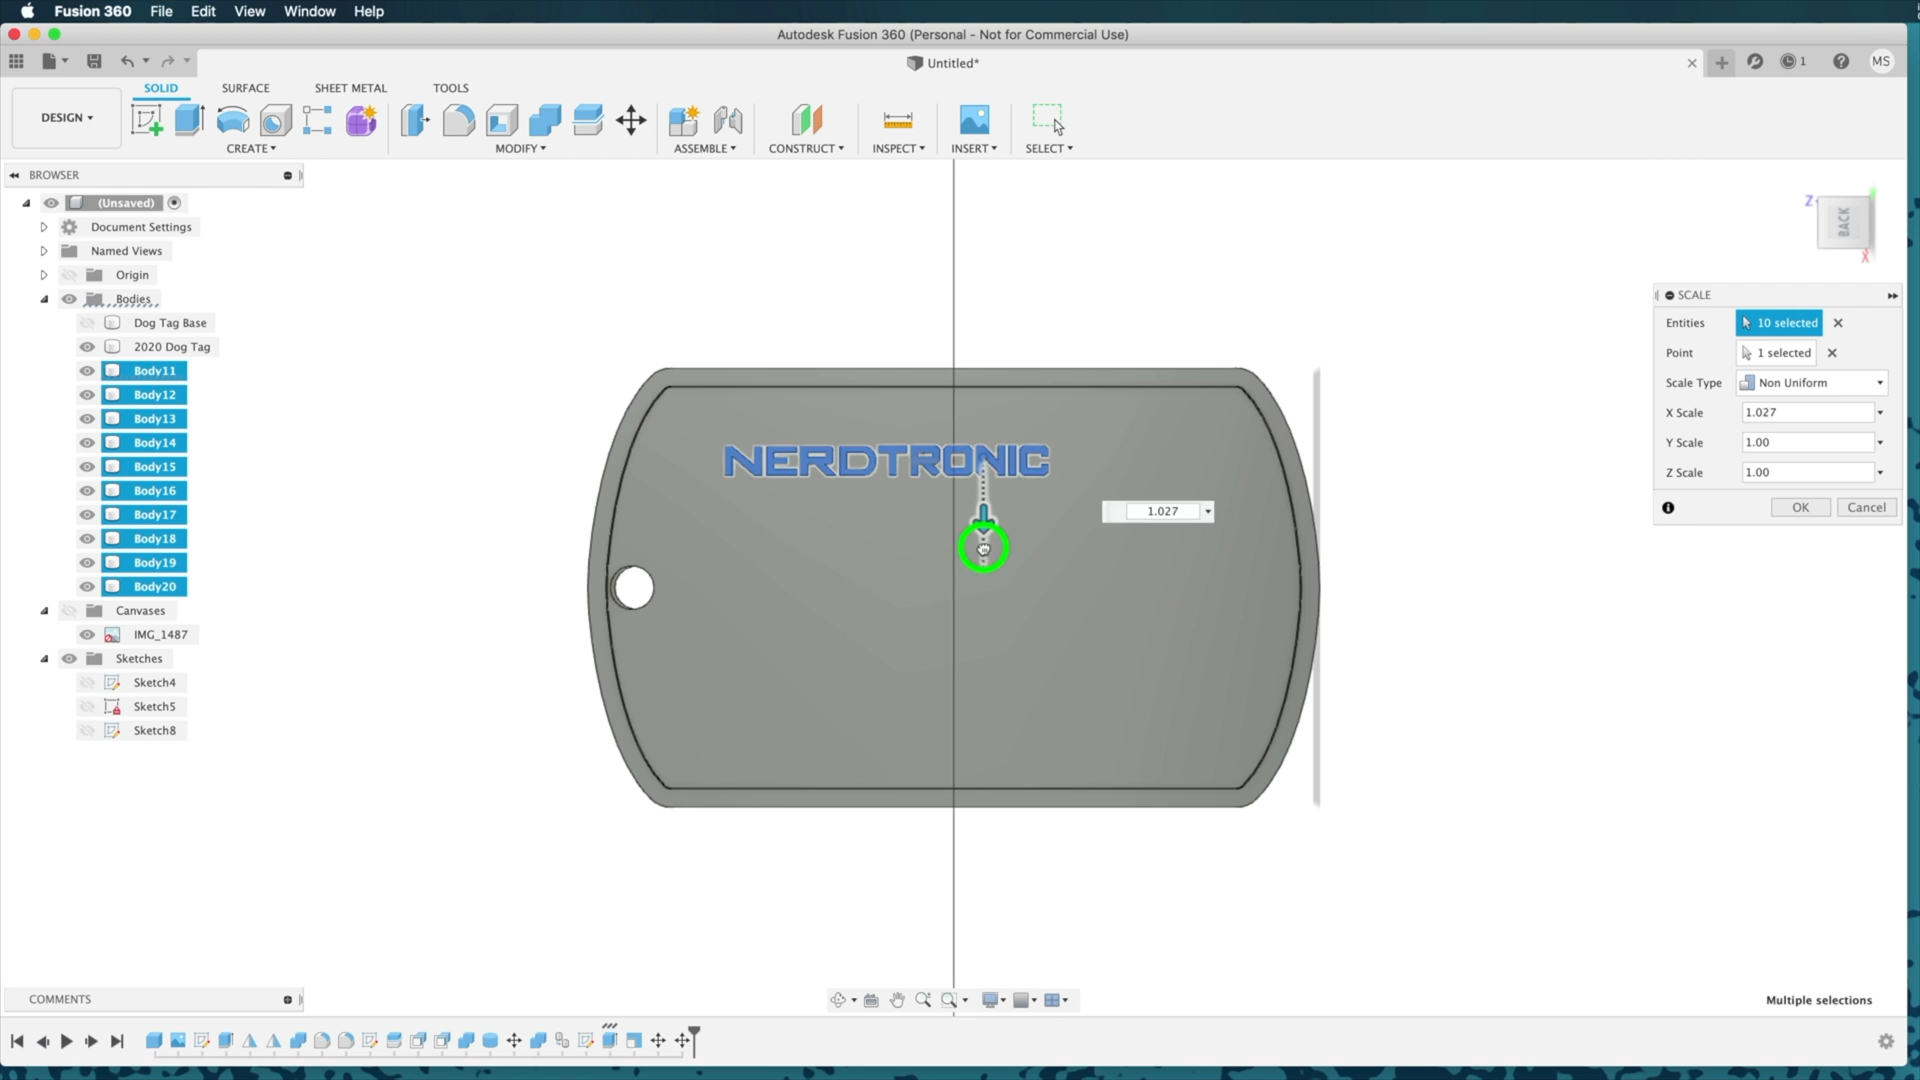 Fusion 360 File Edit View Window Help
Autodesk Fusion 360 (Personal - Not for Commercial Use)
Untitled*
1
MS
DESIGN
SOLID SURFACE SHEET METAL TOOLS
CREATE MODIFY ASSEMBLE CONSTRUCT INSPECT INSERT SELECT
BROWSER
(Unsaved)
Document Settings
Named Views
Origin
Bodies
Dog Tag Base
2020 Dog Tag
Body11
Body12
Body13
Body14
Body15
Body16
Body17
Body18
Body19
Body20
Canvases
IMG_1487
Sketches
Sketch4
Sketch5
Sketch8
NERDTRONIC
1.027
Z
BACK
X
SCALE
Entities 10 selected
Point 1 selected
Scale Type Non Uniform
X Scale 1.027
Y Scale 1.00
Z Scale 1.00
OK Cancel
COMMENTS
Multiple selections